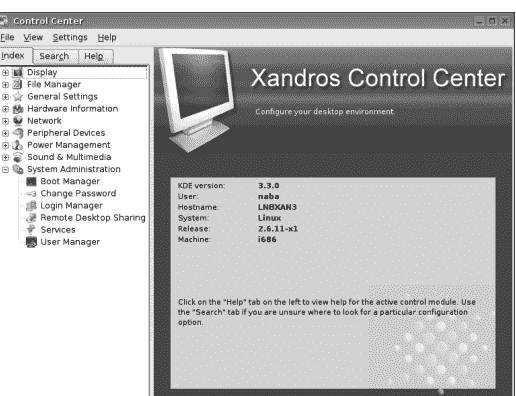 Control Center
File View Settings Help
Index Search Help
Display
File Manager
General Settings
Hardware Information
Network
Peripheral Devices
Power Management
Sound & Multimedia
System Administration
Boot Manager
Change Password
Login Manager
Remote Desktop Sharing
Services
User Manager
Xandros Control Center
Configure your desktop environment.
KDE version: 3.3.0
User: naba
Hostname: LNBXAN3
System: Linux
Release: 2.6.11-x1
Machine: i686
Click on the "Help" tab on the left to view help for the active control module. Use
the "Search" tab if you are unsure where to look for a particular configuration
option.